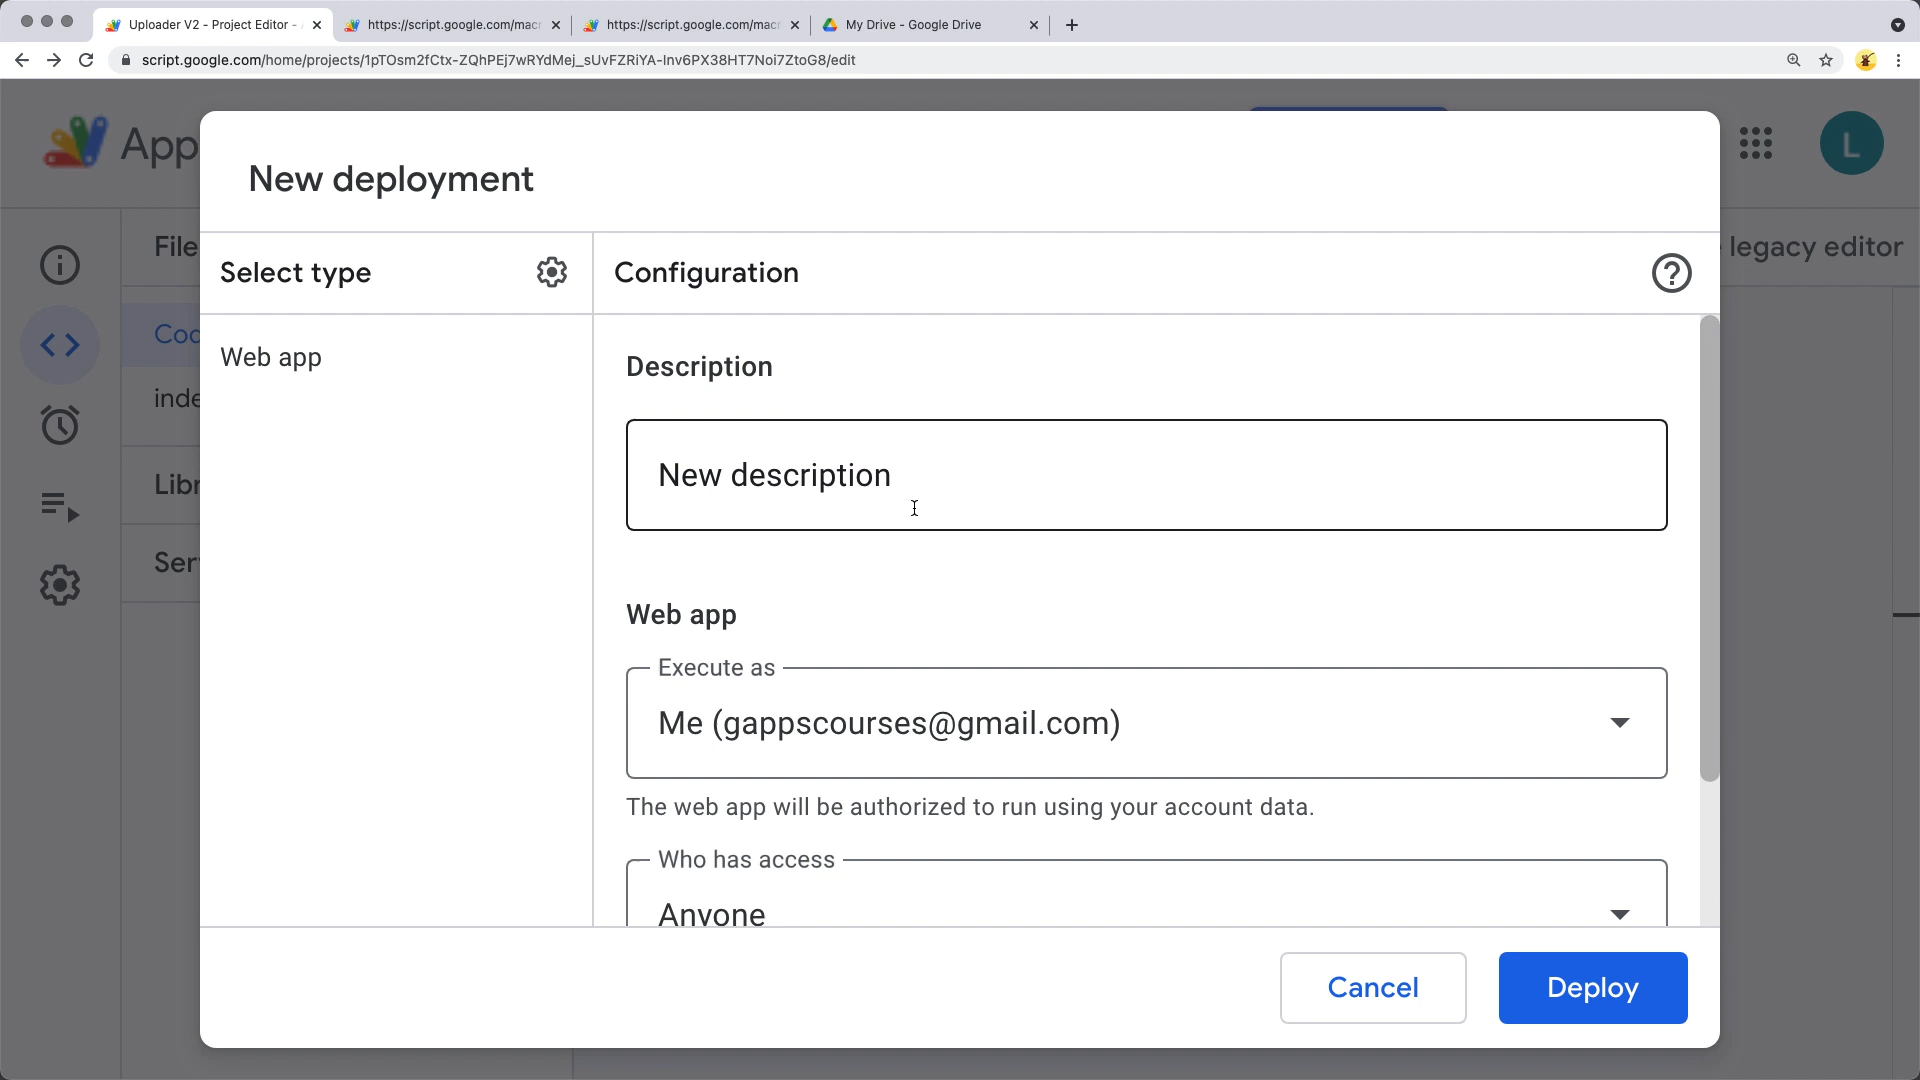 Uploader V2 - Project Editor -
https://script.google.com/macr
https://script.google.com/macr
My Drive - Google Drive
script.google.com/home/projects/1pTOsm2fCtx-ZQhPEj7wRYdMej_sUvFZRiYA-lnv6PX38HT7Noi7ZtoG8/edit
App
L
New deployment
File
legacy editor
Select type
Configuration
Coc
Web app
Description
inde
New description
Libr
Ser
Web app
Execute as
Me (gappscourses@gmail.com)
The web app will be authorized to run using your account data.
Who has access
Anyone
Cancel
Deploy